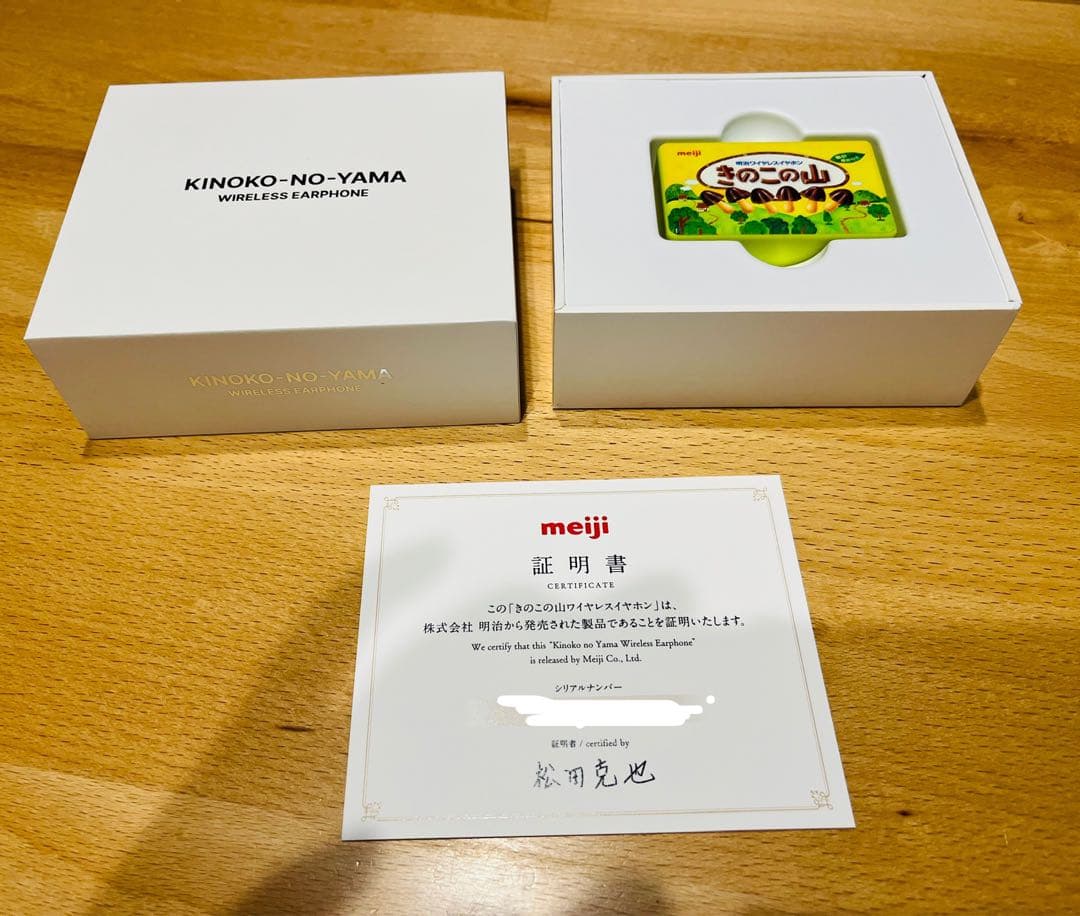 KINOKO-NO-YAMA
WIRELESS EARPHONE
KINOKO-NO-YAMA
WIRELESS EARPHONE
meiji
明治ワイヤレスイヤホン
きのこの山
meiji
証明書
CERTIFICATE
この「きのこの山ワイヤレスイヤホン」は、
株式会社 明治から発売された製品であることを証明いたします。
We certify that this "Kinoko no Yama Wireless Earphone"
is released by Meiji Co., Ltd.
シリアルナンバー
証明者 / certified by
松田克也